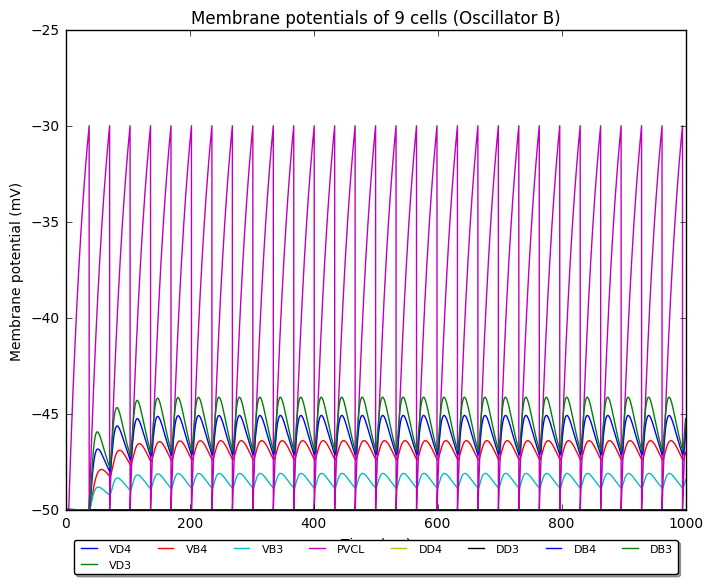 Membrane potentials of 9 cells (Oscillator B)
−25
−30
−35
−40
−45
−50
Membrane potential (mV)
0 200 400 600 800 1000
VD4 VB4 VB3 PVCL DD4 DD3 DB4 DB3
VD3